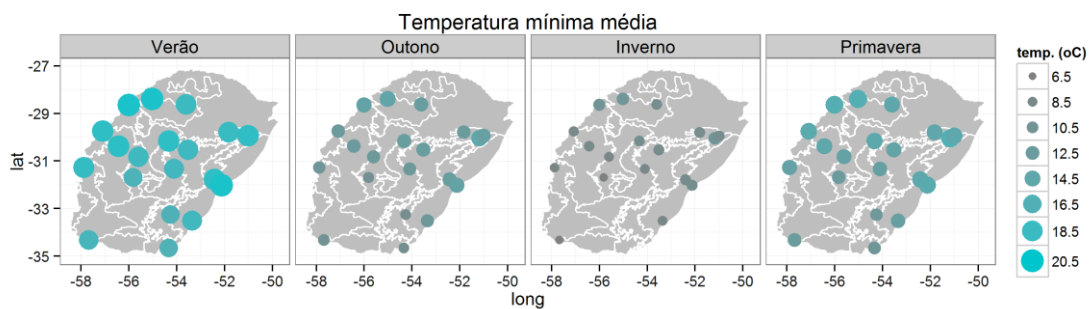 Temperatura mínima média
Verão Outono Inverno Primavera
lat
-27
-29
-31
-33
-35
-58 -56 -54 -52 -50 -58 -56 -54 -52 -50 -58 -56 -54 -52 -50 -58 -56 -54 -52 -50
long
temp. (oC)
6.5
8.5
10.5
12.5
14.5
16.5
18.5
20.5